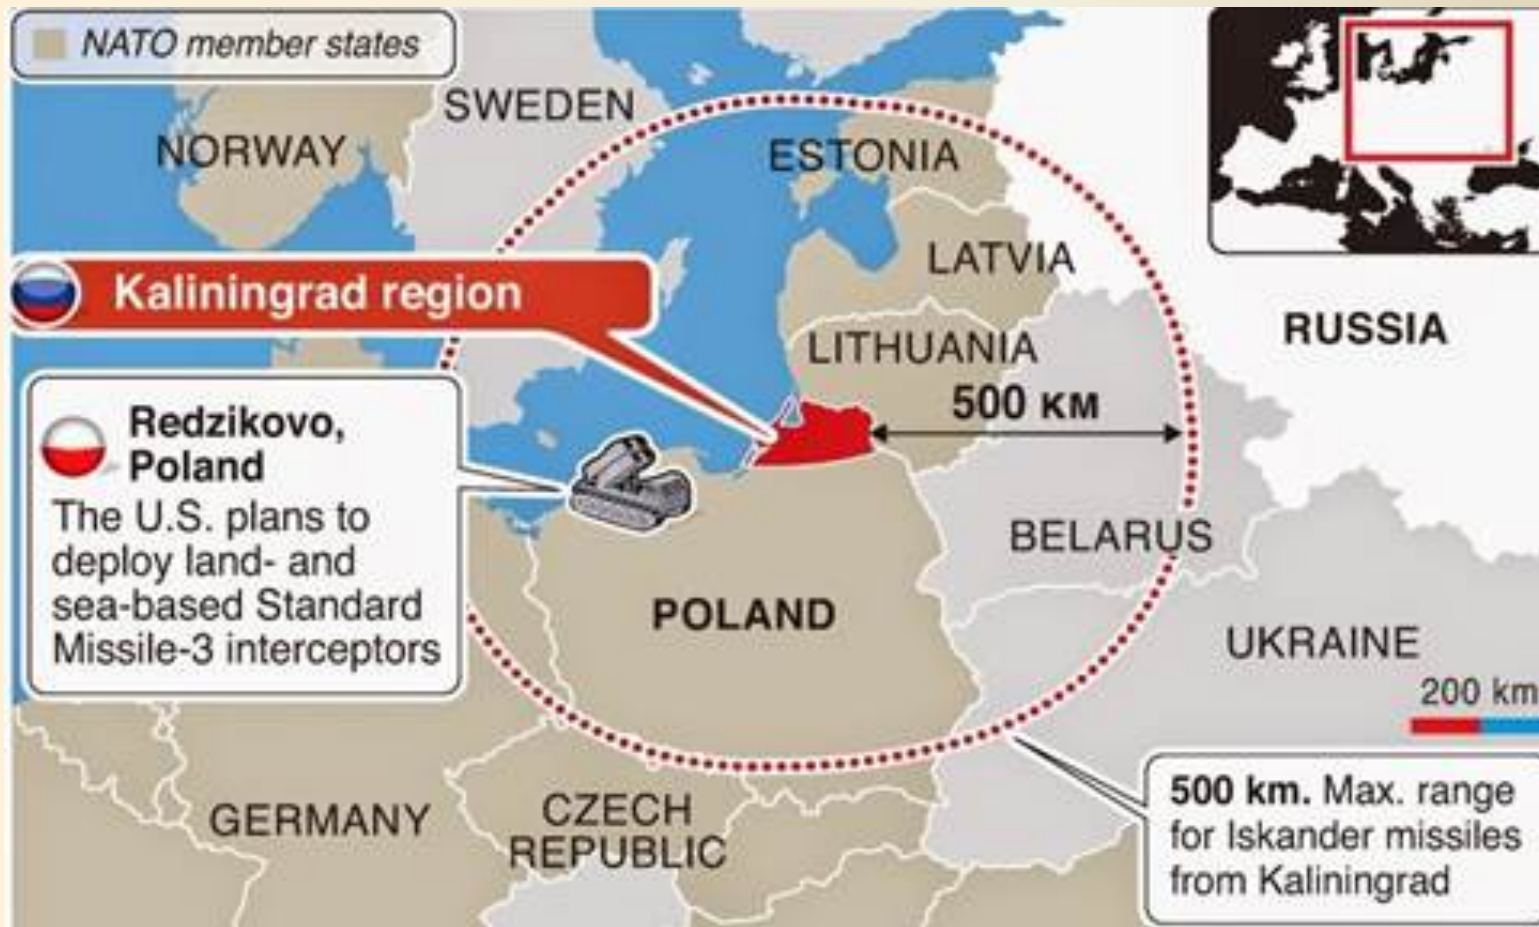 NATO member states
SWEDEN
NORWAY
ESTONIA
LATVIA
Kaliningrad region
LITHUANIA
RUSSIA
500 KM
Redzikovo,
Poland
The U.S. plans to
deploy land- and
sea-based Standard
Missile-3 interceptors
BELARUS
POLAND
UKRAINE
200 km
GERMANY
CZECH
REPUBLIC
500 km. Max. range
for Iskander missiles
from Kaliningrad